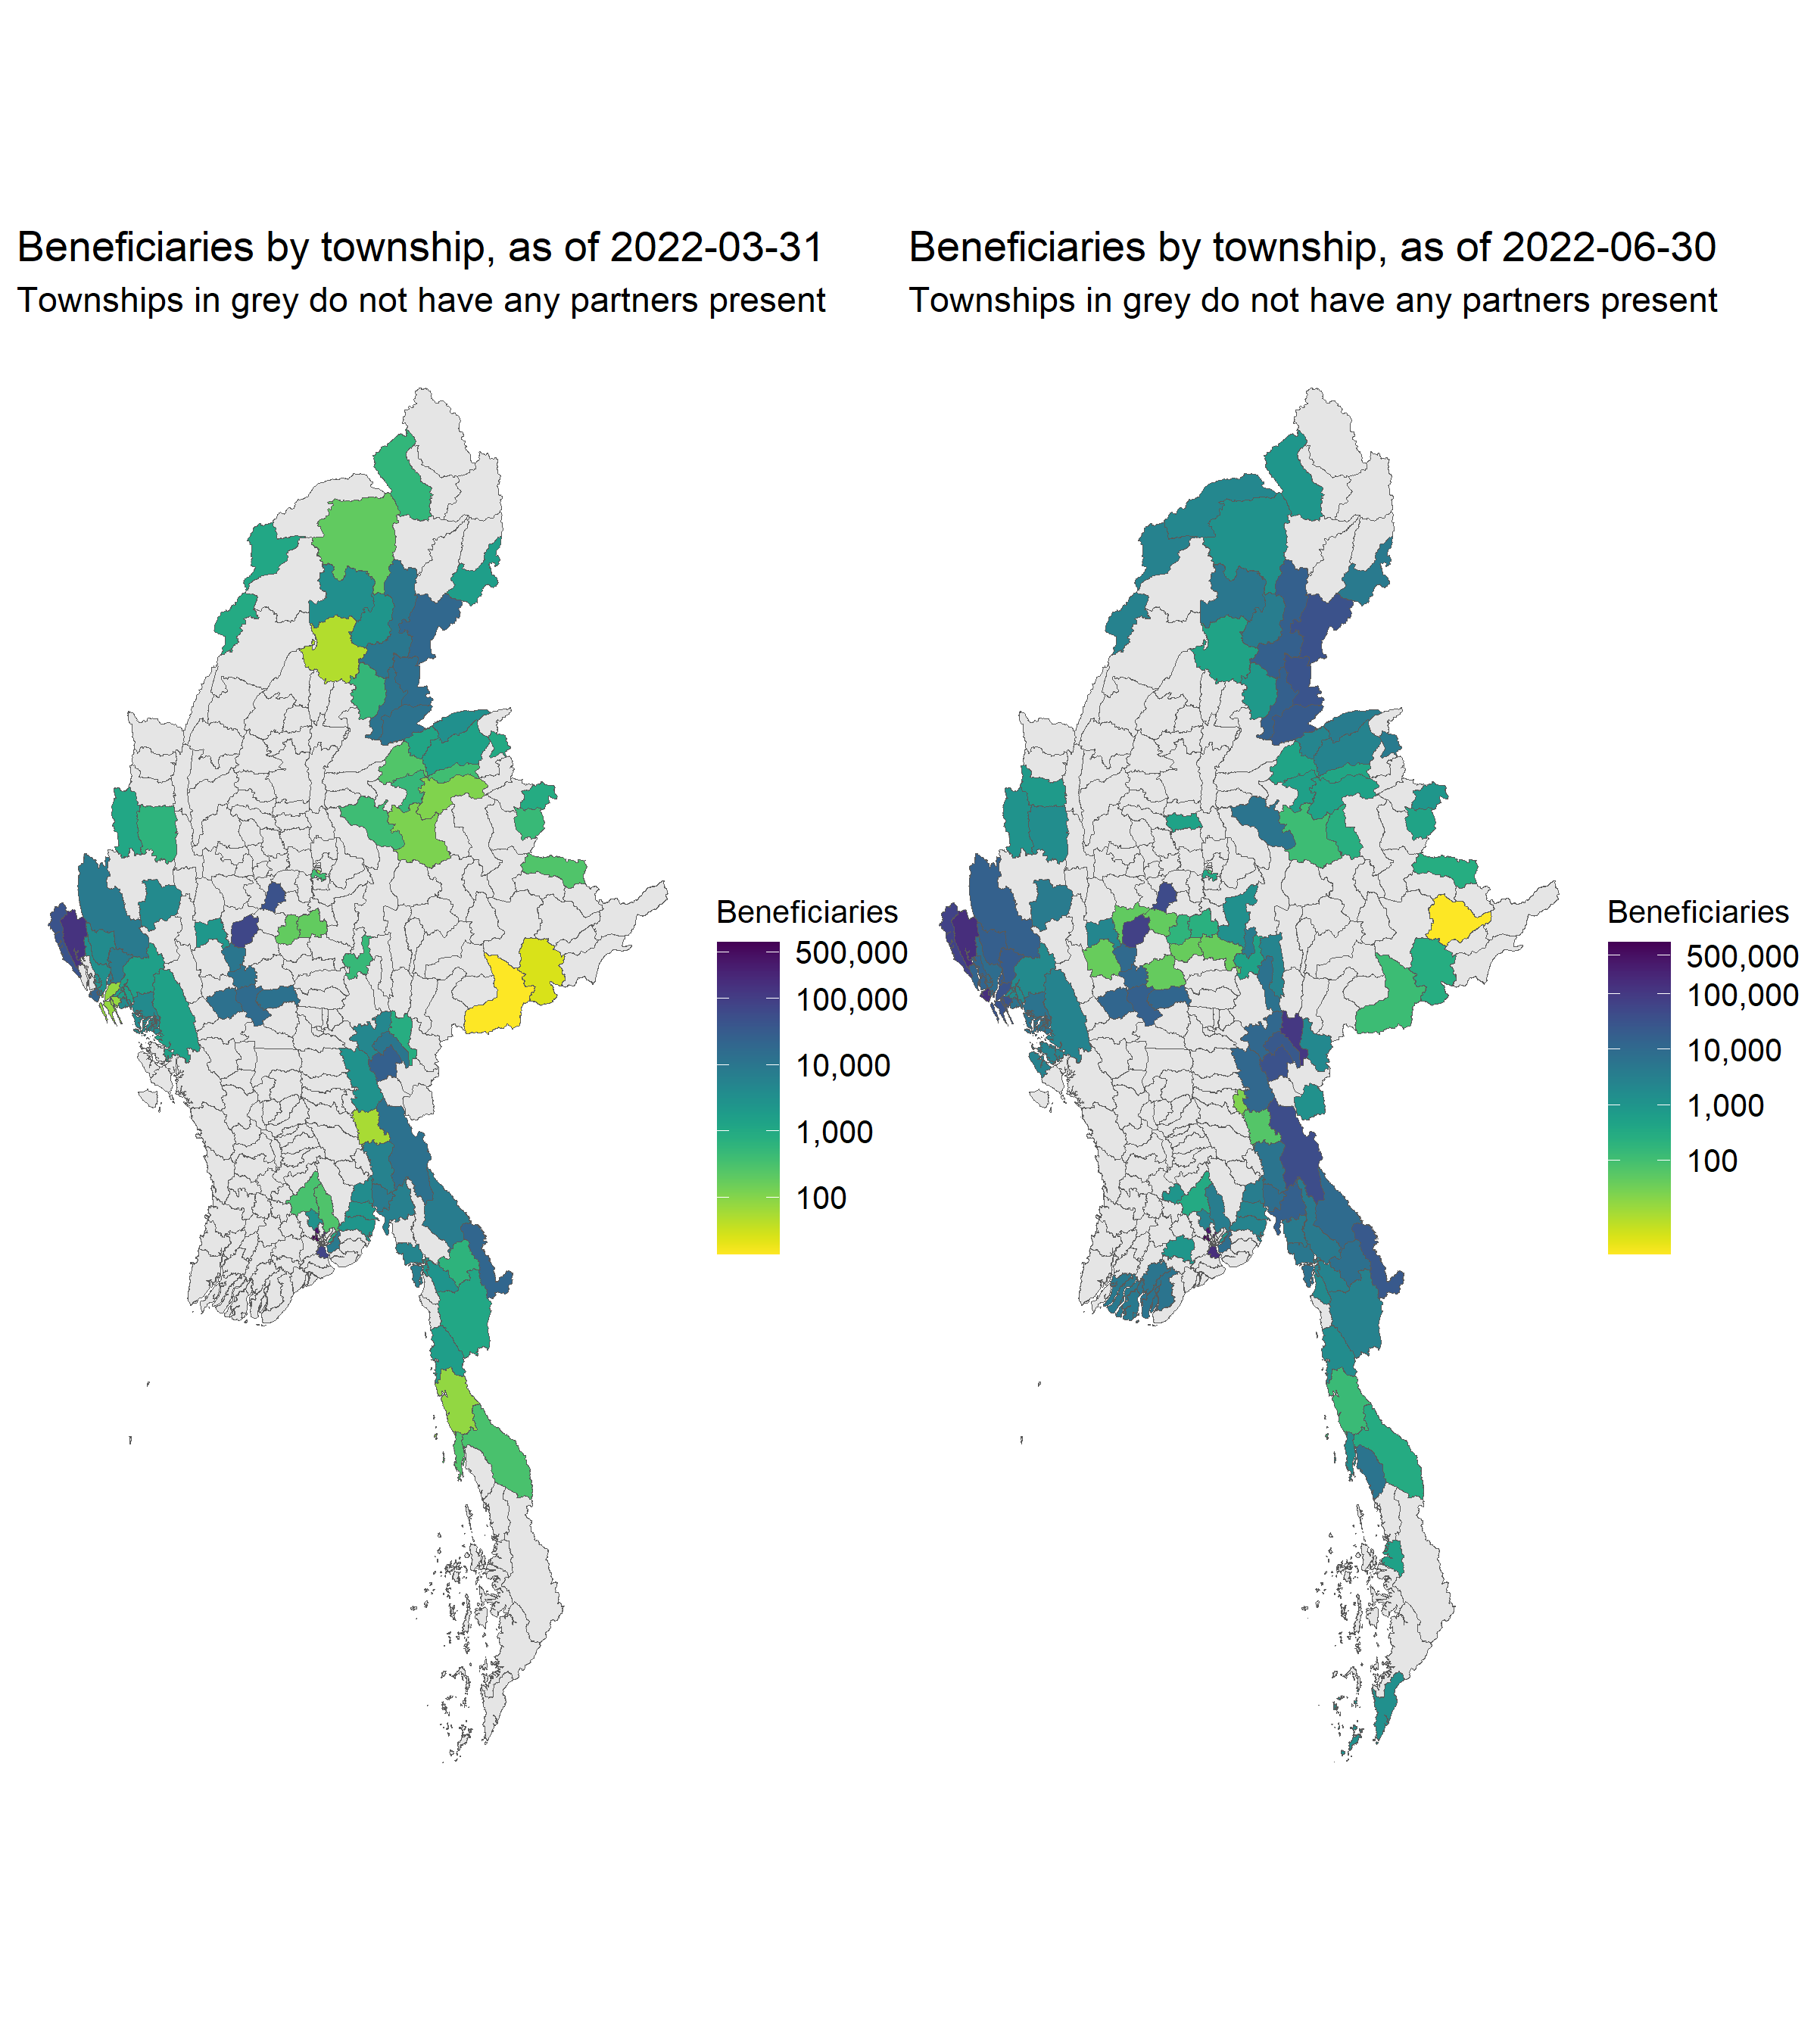 Beneficiaries by township, as of 2022-03-31
Townships in grey do not have any partners present
Beneficiaries
500,000
100,000
10,000
1,000
100
Beneficiaries by township, as of 2022-06-30
Townships in grey do not have any partners present
Beneficiaries
500,000
100,000
10,000
1,000
100